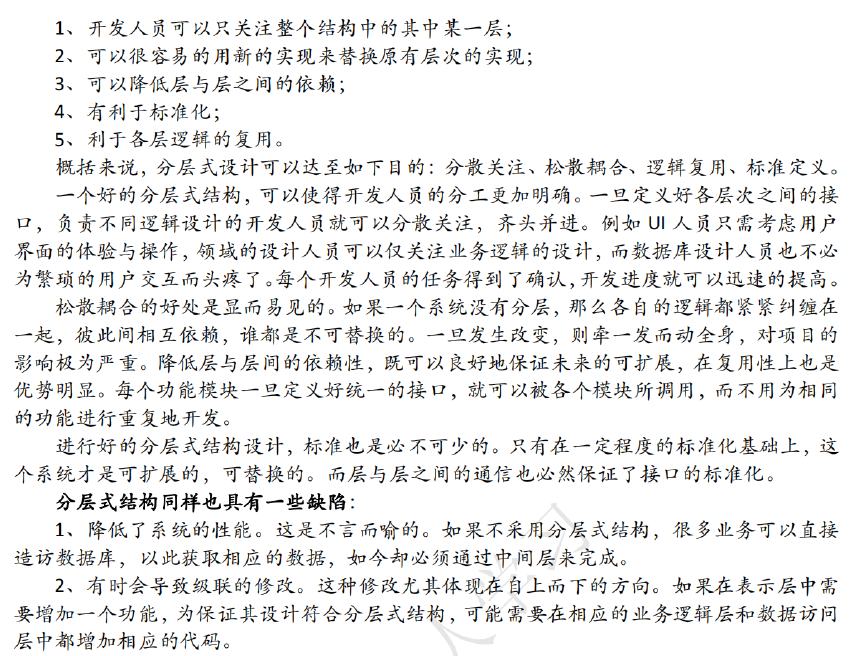 1、开发人员可以只关注整个结构中的其中某一层；
2、可以很容易的用新的实现来替换原有层次的实现；
3、可以降低层与层之间的依赖；
4、有利于标准化；
5、利于各层逻辑的复用。
概括来说，分层式设计可以达至如下目的：分散关注、松散耦合、逻辑复用、标准定义。
一个好的分层式结构，可以使得开发人员的分工更加明确。一旦定义好各层次之间的接
口，负责不同逻辑设计的开发人员就可以分散关注，齐头并进。例如 UI 人员只需考虑用户
界面的体验与操作，领域的设计人员可以仅关注业务逻辑的设计，而数据库设计人员也不必
为繁琐的用户交互而头疼了。每个开发人员的任务得到了确认，开发进度就可以迅速的提高。
松散耦合的好处是显而易见的。如果一个系统没有分层，那么各自的逻辑都紧紧纠缠在
一起，彼此间相互依赖，谁都是不可替换的。一旦发生改变，则牵一发而动全身，对项目的
影响极为严重。降低层与层间的依赖性，既可以良好地保证未来的可扩展，在复用性上也是
优势明显。每个功能模块一旦定义好统一的接口，就可以被各个模块所调用，而不用为相同
的功能进行重复地开发。
进行好的分层式结构设计，标准也是必不可少的。只有在一定程度的标准化基础上，这
个系统才是可扩展的，可替换的。而层与层之间的通信也必然保证了接口的标准化。
分层式结构同样也具有一些缺陷：
1、降低了系统的性能。这是不言而喻的。如果不采用分层式结构，很多业务可以直接
造访数据库，以此获取相应的数据，如今却必须通过中间层来完成。
2、有时会导致级联的修改。这种修改尤其体现在自上而下的方向。如果在表示层中需
要增加一个功能，为保证其设计符合分层式结构，可能需要在相应的业务逻辑层和数据访问
层中都增加相应的代码。
人学习